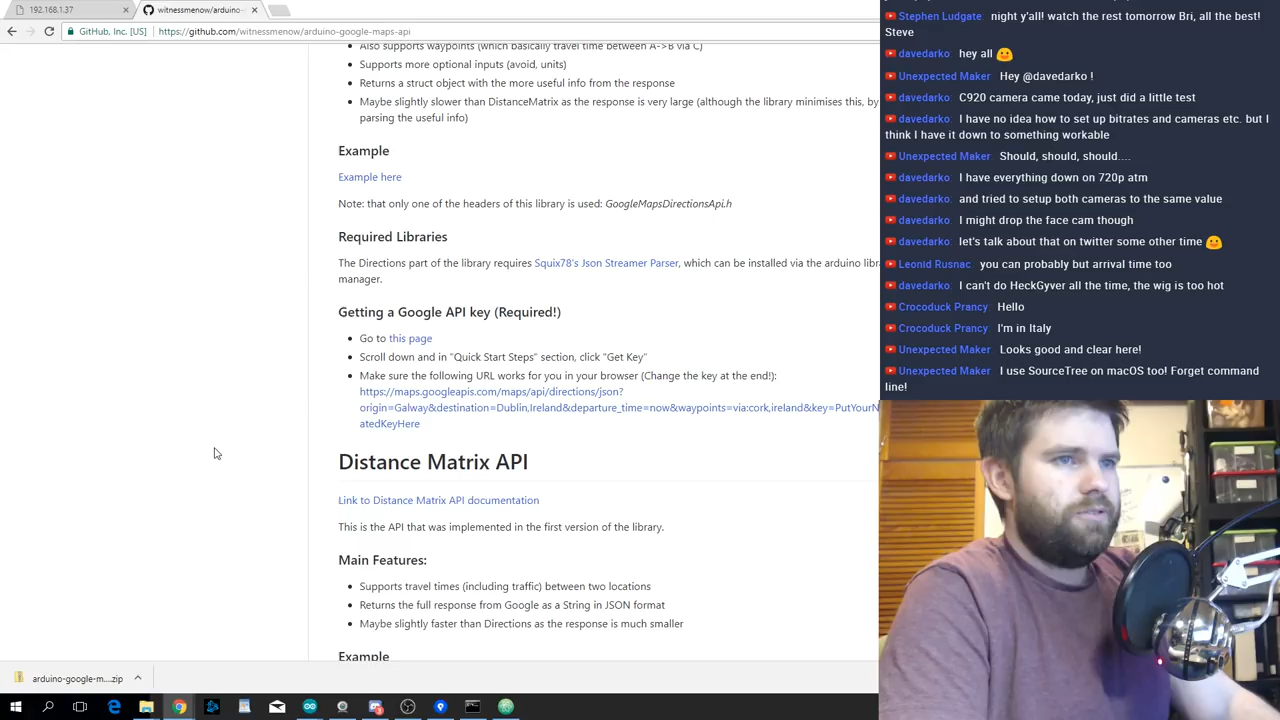 192.168.1.37
witnessmenow/arduino-
GitHub, Inc. [US]
https://github.com/witnessmenow/arduino-google-maps-api
Also supports waypoints (which basically travel time between A->B via C)
Supports more optional inputs (avoid, units)
Returns a struct object with the more useful info from the response
Maybe slightly slower than DistanceMatrix as the response is very large (although the library minimises this, by
parsing the useful info)
Example
Example here
Note: that only one of the headers of this library is used: GoogleMapsDirectionsApi.h
Required Libraries
The Directions part of the library requires Squix78's Json Streamer Parser, which can be installed via the arduino lib
manager.
Getting a Google API key (Required!)
Go to this page
Scroll down and in "Quick Start Steps" section, click "Get Key"
Make sure the following URL works for you in your browser (Change the key at the end!):
https://maps.googleapis.com/maps/api/directions/json?
origin=Galway&destination=Dublin,Ireland&departure_time=now&waypoints=via:cork,ireland&key=PutYourN
atedKeyHere
Distance Matrix API
Link to Distance Matrix API documentation
This is the API that was implemented in the first version of the library.
Main Features:
Supports travel times (including traffic) between two locations
Returns the full response from Google as a String in JSON format
Maybe slightly faster than Directions as the response is much smaller
Example
arduino-google-m....zip
Stephen Ludgate night y'all! watch the rest tomorrow Bri, all the best!
Steve
davedarko hey all
Unexpected Maker Hey @davedarko !
davedarko C920 camera came today, just did a little test
davedarko I have no idea how to set up bitrates and cameras etc. but I
think I have it down to something workable
Unexpected Maker Should, should, should....
davedarko I have everything down on 720p atm
davedarko and tried to setup both cameras to the same value
davedarko I might drop the face cam though
davedarko let's talk about that on twitter some other time
Leonid Rusnac you can probably but arrival time too
davedarko I can't do HeckGyver all the time, the wig is too hot
Crocoduck Prancy Hello
Crocoduck Prancy I'm in Italy
Unexpected Maker Looks good and clear here!
Unexpected Maker I use SourceTree on macOS too! Forget command
line!